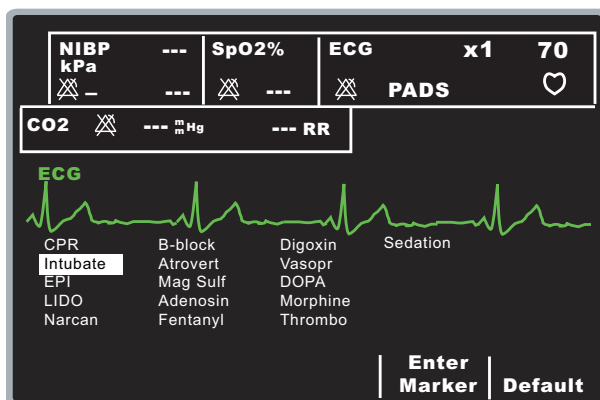 NIBP --- SpO2% ECG x1 70
kPa
– --- --- PADS
CO2 --- mmHg --- RR
ECG
CPR B-block Digoxin Sedation
Intubate Atrovert Vasopr
EPI Mag Sulf DOPA
LIDO Adenosin Morphine
Narcan Fentanyl Thrombo
Enter
Marker Default